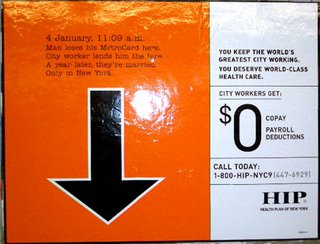 4 January, 11:09 a.m.
Man loses his MetroCard here.
City worker lends him the fare.
A year later, they're married.
Only in New York.
YOU KEEP THE WORLD'S
GREATEST CITY WORKING.
YOU DESERVE WORLD-CLASS
HEALTH CARE.
CITY WORKERS GET:
$0 COPAY
PAYROLL
DEDUCTIONS
CALL TODAY:
1-800-HIP-NYC9 (447-6929)
HIP
HEALTH PLAN OF NEW YORK